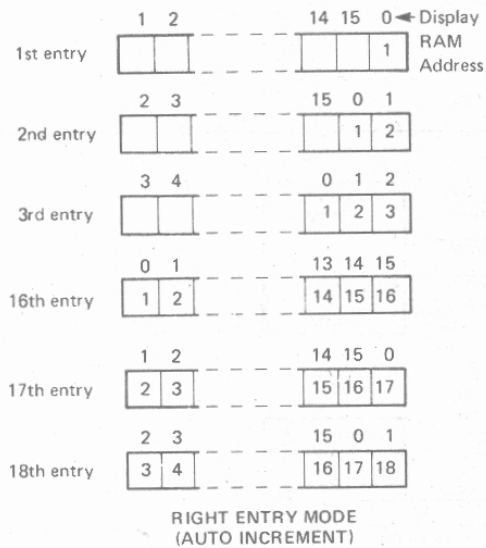 1 2 14 15 0 Display
1st entry 1 RAM
Address
2 3 15 0 1
2nd entry 1 2
3 4 0 1 2
3rd entry 1 2 3
0 1 13 14 15
16th entry 1 2 14 15 16
1 2 14 15 0
17th entry 2 3 15 16 17
2 3 15 0 1
18th entry 3 4 16 17 18
RIGHT ENTRY MODE
(AUTO INCREMENT)